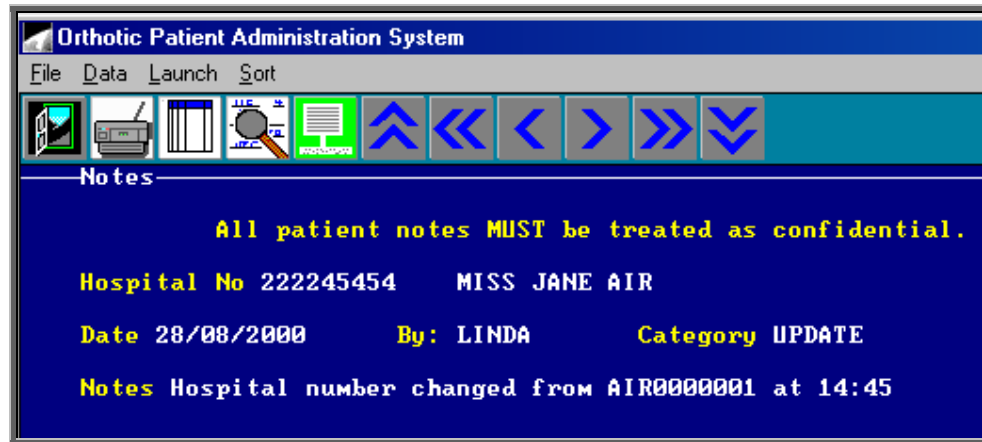 Orthotic Patient Administration System
File Data Launch Sort
Notes
All patient notes MUST be treated as confidential.
Hospital No 222245454 MISS JANE AIR
Date 28/08/2000 By: LINDA Category UPDATE
Notes Hospital number changed from AIR0000001 at 14:45